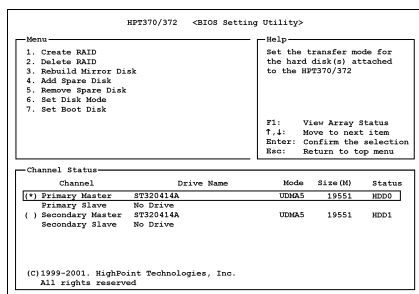 HPT370/372 <BIOS Setting Utility>
Menu
1. Create RAID
2. Delete RAID
3. Rebuild Mirror Disk
4. Add Spare Disk
5. Remove Spare Disk
6. Set Disk Mode
7. Set Boot Disk
Help
Set the transfer mode for
the hard disk(s) attached
to the HPT370/372
F1: View Array Status
↑,↓: Move to next item
Enter: Confirm the selection
Esc: Return to top menu
Channel Status
Channel Drive Name Mode Size(M) Status
(*) Primary Master ST320414A UDMA5 19551 HDD0
Primary Slave No Drive
( ) Secondary Master ST320414A UDMA5 19551 HDD1
Secondary Slave No Drive
(C)1999-2001. HighPoint Technologies, Inc.
All rights reserved